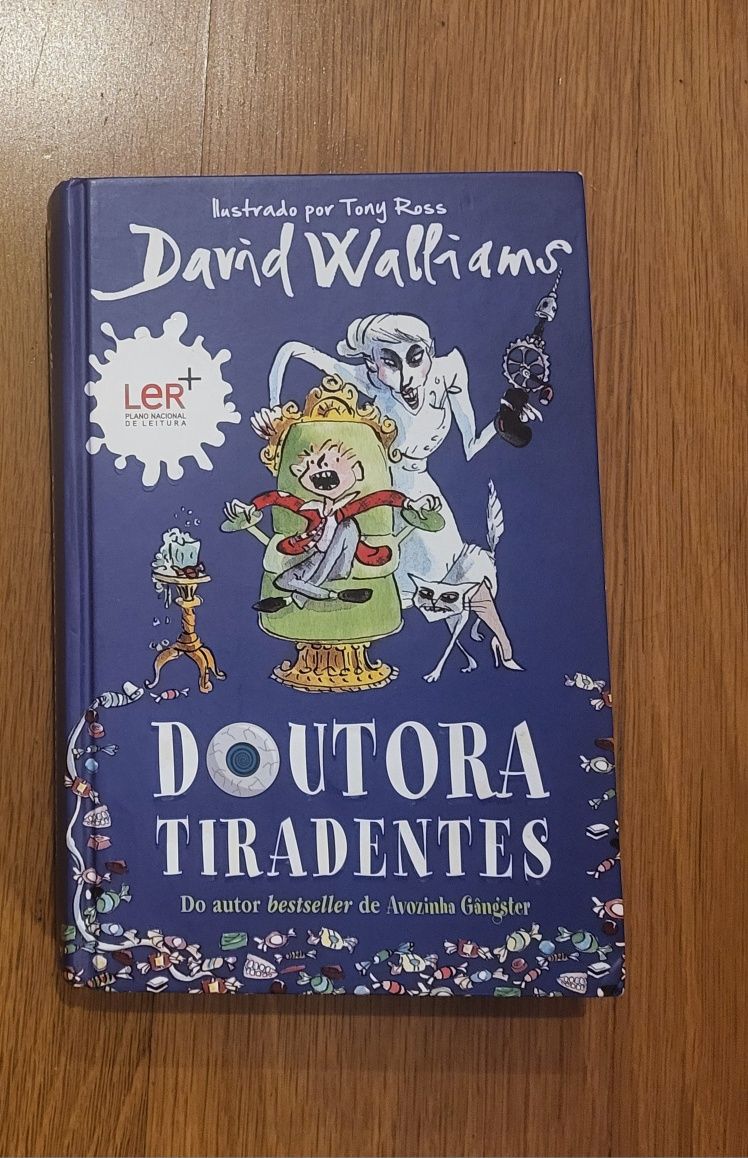 Ilustrado por Tony Ross
David Walliams
LeR+
PLANO NACIONAL
DE LEITURA
DOUTORA
TIRADENTES
Do autor bestseller de Avozinha Gângster